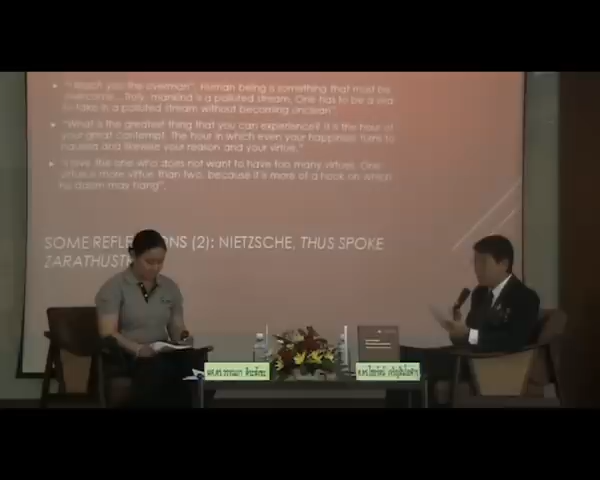 • "I teach you the overman". Human being is something that must be
overcome...Truly, mankind is a polluted stream. One has to be a sea
to take in a polluted stream without becoming unclean".
• "What is the greatest thing that you can experience? It is the hour of
your great contempt. The hour in which even your happiness turns to
nausea and likewise your reason and your virtue."
• "I love the one who does not want to have too many virtues. One
virtue is more virtue than two, because it is more of a hook on which
his doom may hang".
SOME REFLECTIONS (2): NIETZSCHE, THUS SPOKE
ZARATHUSTRA